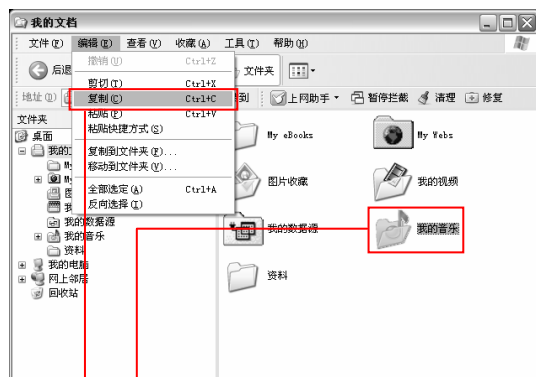 我的文档
文件(F) 编辑(E) 查看(V) 收藏(A) 工具(T) 帮助(H)
撤销(U) Ctrl+Z
剪切(T) Ctrl+X
复制(C) Ctrl+C
粘贴(P) Ctrl+V
粘贴快捷方式(S)
复制到文件夹(F)...
移动到文件夹(V)...
全部选定(A) Ctrl+A
反向选择(I)
后退
文件夹
地址(D)
到 上网助手 暂停拦截 清理 修复
文件夹
桌面
我的
我的数据源
我的音乐
资料
我的电脑
网上邻居
回收站
My eBooks
My Webs
图片收藏
我的视频
我的数据源
我的音乐
资料